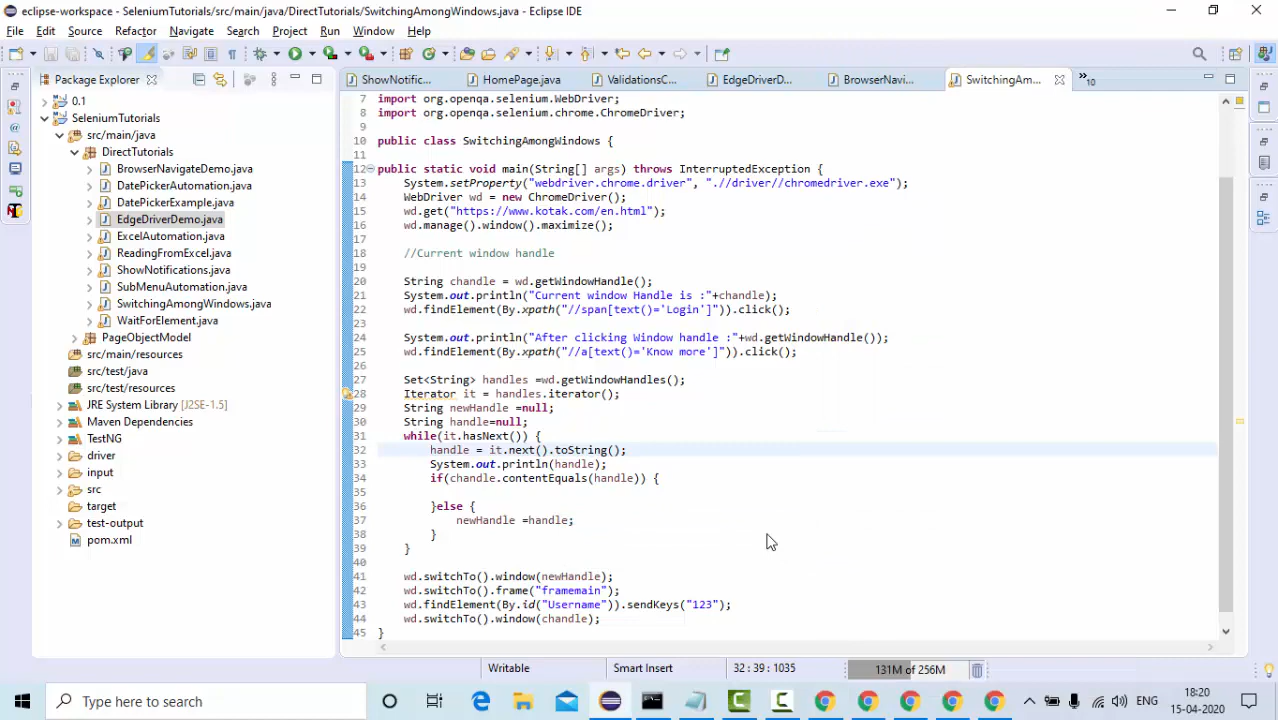 eclipse-workspace - SeleniumTutorials/src/main/java/DirectTutorials/SwitchingAmongWindows.java - Eclipse IDE
File Edit Source Refactor Navigate Search Project Run Window Help
Package Explorer
ShowNotific... HomePage.java ValidationsC... EdgeDriverD... BrowserNavi... SwitchingAm... »10
0.1
SeleniumTutorials
src/main/java
DirectTutorials
BrowserNavigateDemo.java
DatePickerAutomation.java
DatePickerExample.java
EdgeDriverDemo.java
ExcelAutomation.java
ReadingFromExcel.java
ShowNotifications.java
SubMenuAutomation.java
SwitchingAmongWindows.java
WaitForElement.java
PageObjectModel
src/main/resources
src/test/java
src/test/resources
JRE System Library [J2SE-1.5]
Maven Dependencies
TestNG
driver
input
src
target
test-output
pom.xml
7 import org.openqa.selenium.WebDriver;
8 import org.openqa.selenium.chrome.ChromeDriver;
9
10 public class SwitchingAmongWindows {
11
12 public static void main(String[] args) throws InterruptedException {
13 System.setProperty("webdriver.chrome.driver", ".//driver//chromedriver.exe");
14 WebDriver wd = new ChromeDriver();
15 wd.get("https://www.kotak.com/en.html");
16 wd.manage().window().maximize();
17
18 //Current window handle
19
20 String chandle = wd.getWindowHandle();
21 System.out.println("Current window Handle is :"+chandle);
22 wd.findElement(By.xpath("//span[text()='Login']")).click();
23
24 System.out.println("After clicking Window handle :"+wd.getWindowHandle());
25 wd.findElement(By.xpath("//a[text()='Know more']")).click();
26
27 Set<String> handles =wd.getWindowHandles();
28 Iterator it = handles.iterator();
29 String newHandle =null;
30 String handle=null;
31 while(it.hasNext()) {
32 handle = it.next().toString();
33 System.out.println(handle);
34 if(chandle.contentEquals(handle)) {
35
36 }else {
37 newHandle =handle;
38 }
39 }
40
41 wd.switchTo().window(newHandle);
42 wd.switchTo().frame("framemain");
43 wd.findElement(By.id("Username")).sendKeys("123");
44 wd.switchTo().window(chandle);
45 }
Writable Smart Insert 32 : 39 : 1035 131M of 256M
Type here to search
ENG
18:20
15-04-2020